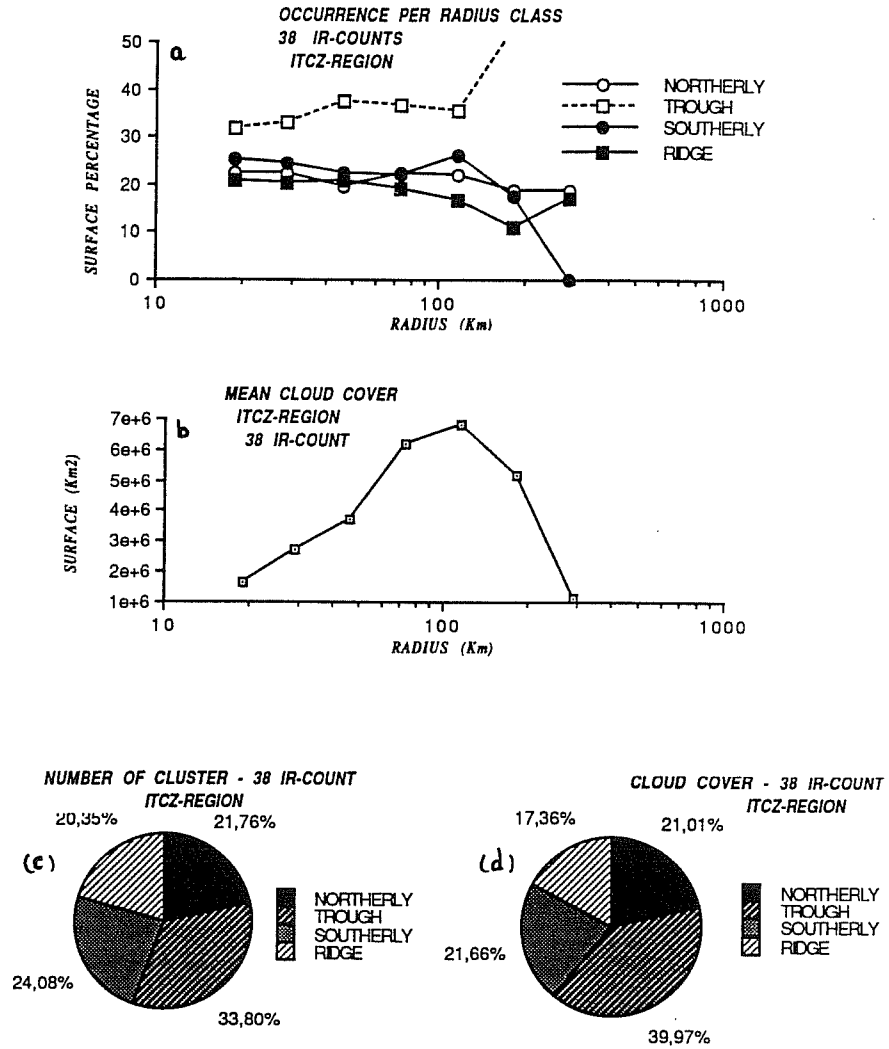 OCCURRENCE PER RADIUS CLASS
38 IR-COUNTS
ITCZ-REGION
a
50
40
30
20
10
0
SURFACE PERCENTAGE
10
100
1000
RADIUS (Km)
NORTHERLY
TROUGH
SOUTHERLY
RIDGE
MEAN CLOUD COVER
ITCZ-REGION
38 IR-COUNT
b
7e+6
6e+6
5e+6
4e+6
3e+6
2e+6
1e+6
SURFACE (Km2)
10
100
1000
RADIUS (Km)
NUMBER OF CLUSTER - 38 IR-COUNT
ITCZ-REGION
20,35%
21,76%
(c)
NORTHERLY
TROUGH
SOUTHERLY
RIDGE
24,08%
33,80%
CLOUD COVER - 38 IR-COUNT
ITCZ-REGION
17,36%
21,01%
(d)
NORTHERLY
TROUGH
SOUTHERLY
RIDGE
21,66%
39,97%